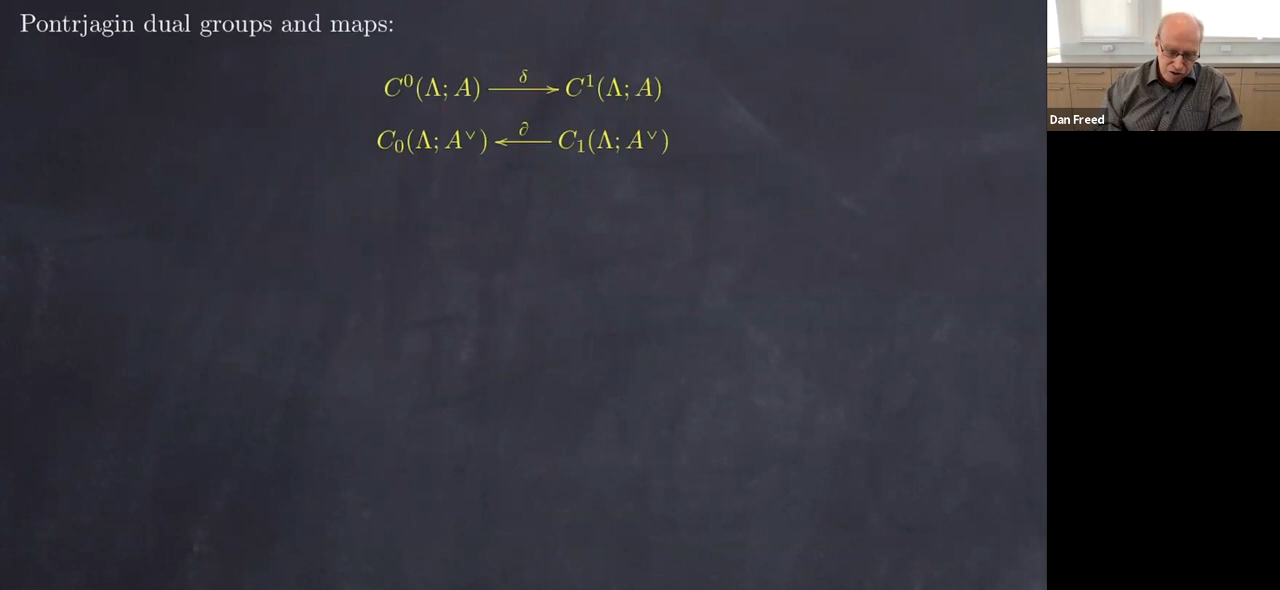 Pontrjagin dual groups and maps:
C⁰(Λ; A) —δ→ C¹(Λ; A)
C₀(Λ; A^∨) ←∂— C₁(Λ; A^∨)
Dan Freed